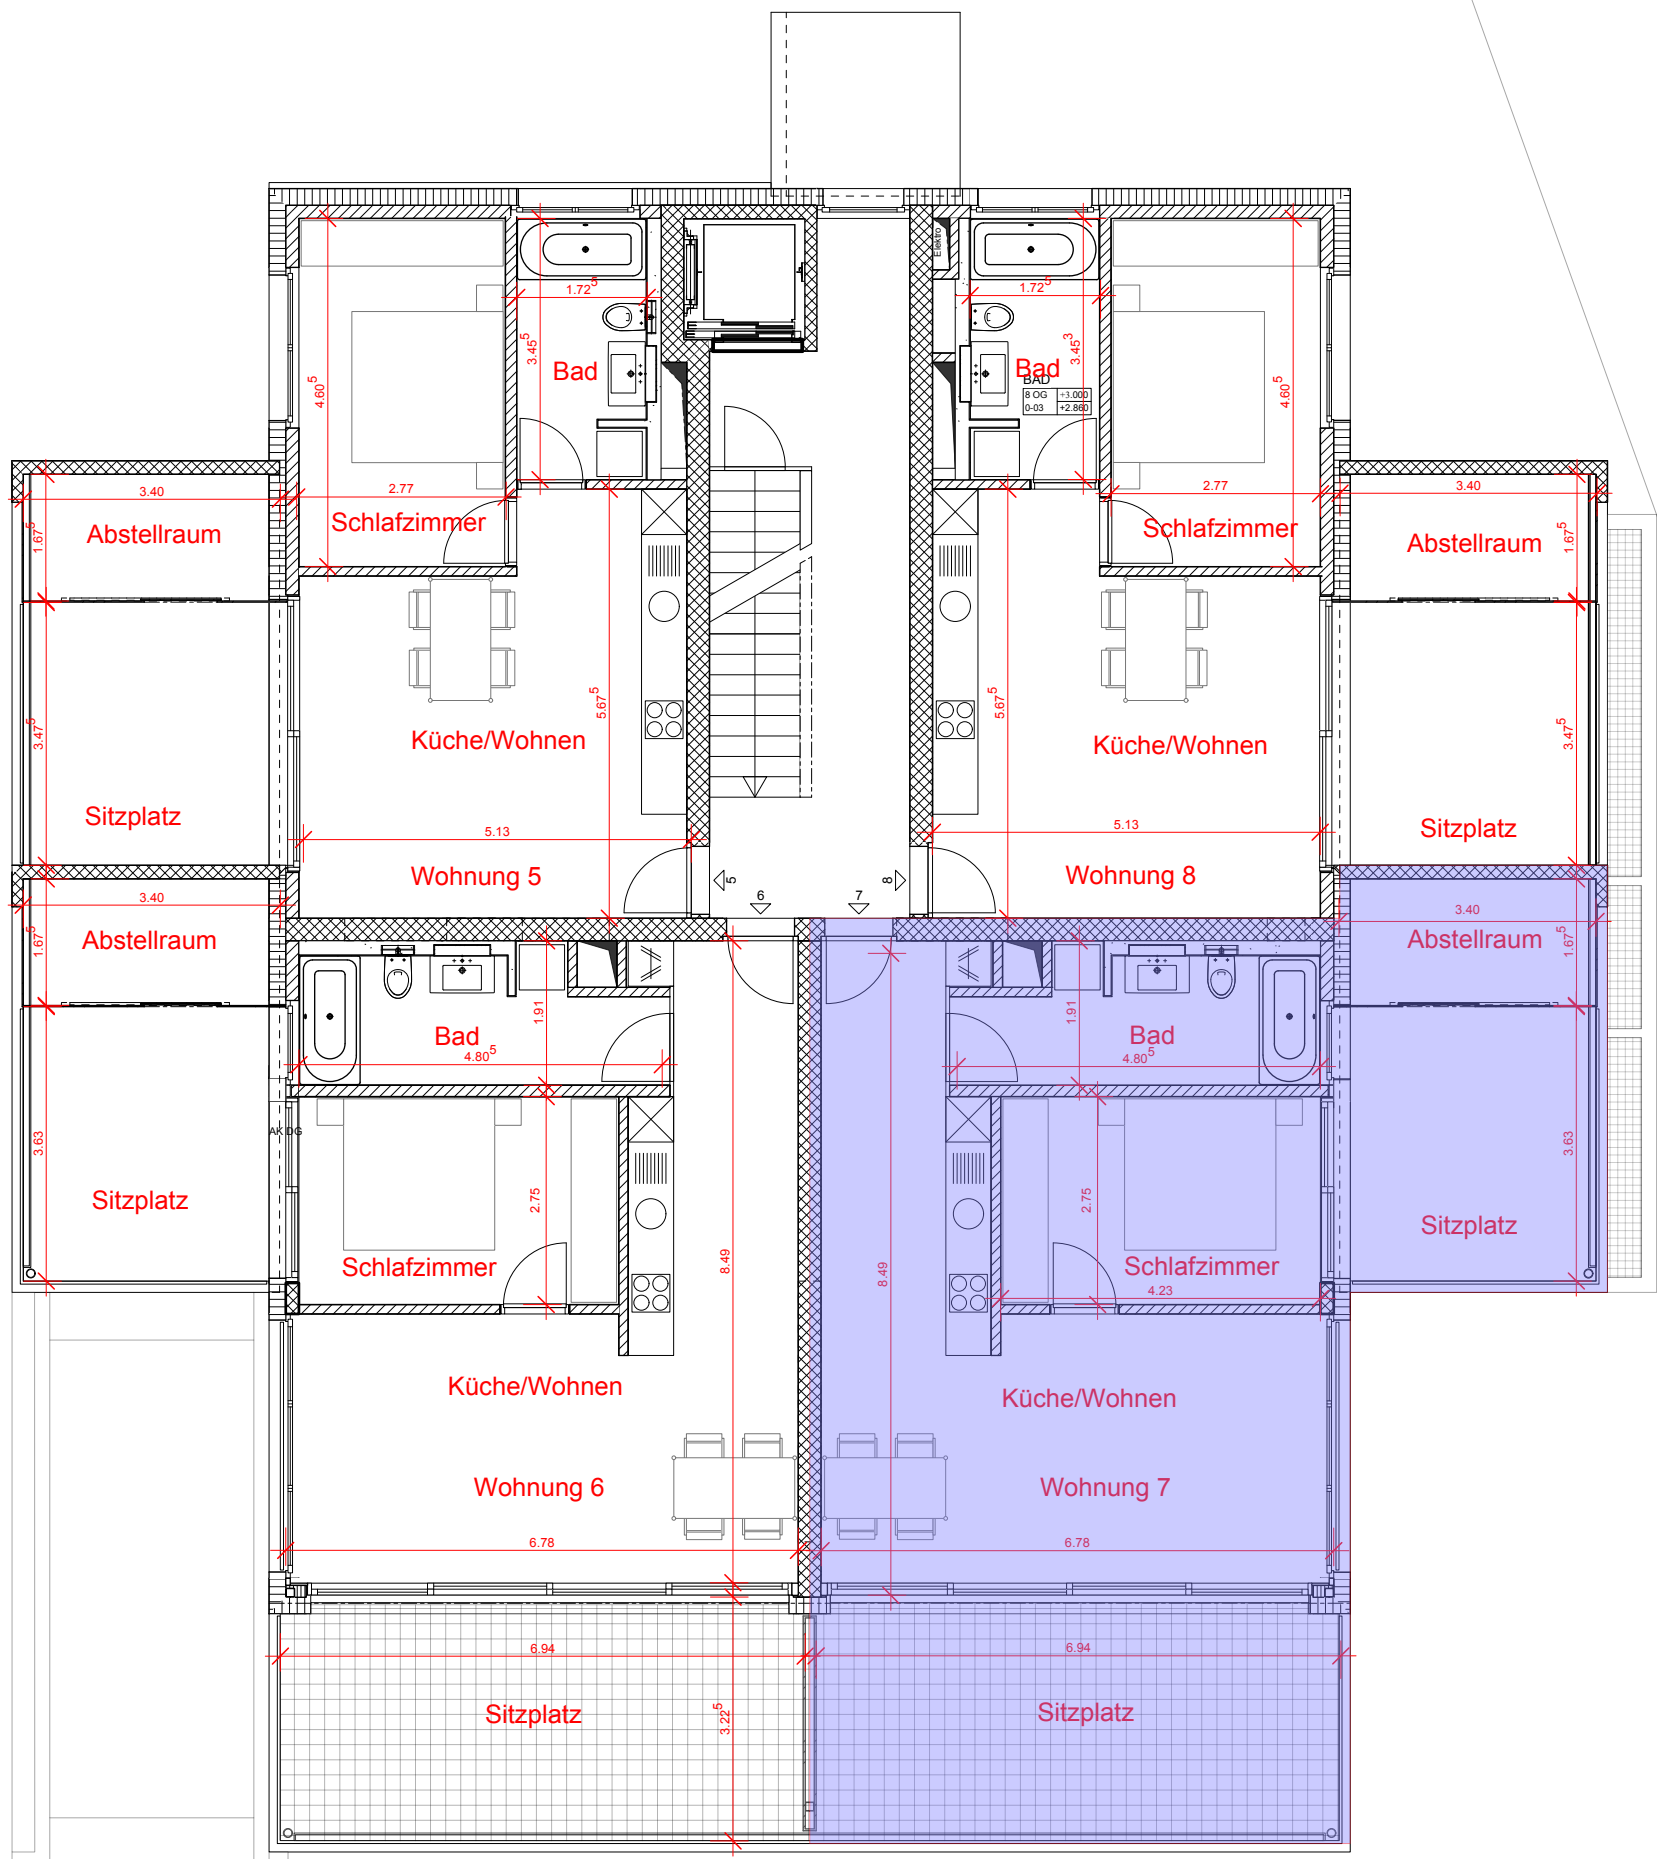 Elektro
1.72⁵
1.72⁵
3.45⁵
3.45³
4.60⁵
4.60⁵
Bad
Bad
BAD
8 OG +3.000
0-03 +2.860
3.40
2.77
2.77
3.40
Schlafzimmer
Schlafzimmer
Abstellraum
Abstellraum
1.67⁵
1.67⁵
5.67⁵
5.67⁵
3.47⁵
3.47⁵
Küche/Wohnen
Küche/Wohnen
Sitzplatz
Sitzplatz
5.13
5.13
Wohnung 5
Wohnung 8
5
6
7
8
3.40
3.40
Abstellraum
Abstellraum
1.67⁵
1.67⁵
1.91
1.91
Bad
Bad
4.80⁵
4.80⁵
AK DG
3.63
3.63
2.75
2.75
Sitzplatz
Sitzplatz
Schlafzimmer
Schlafzimmer
8.49
8.49
4.23
Küche/Wohnen
Küche/Wohnen
Wohnung 6
Wohnung 7
6.78
6.78
6.94
6.94
3.22⁵
Sitzplatz
Sitzplatz